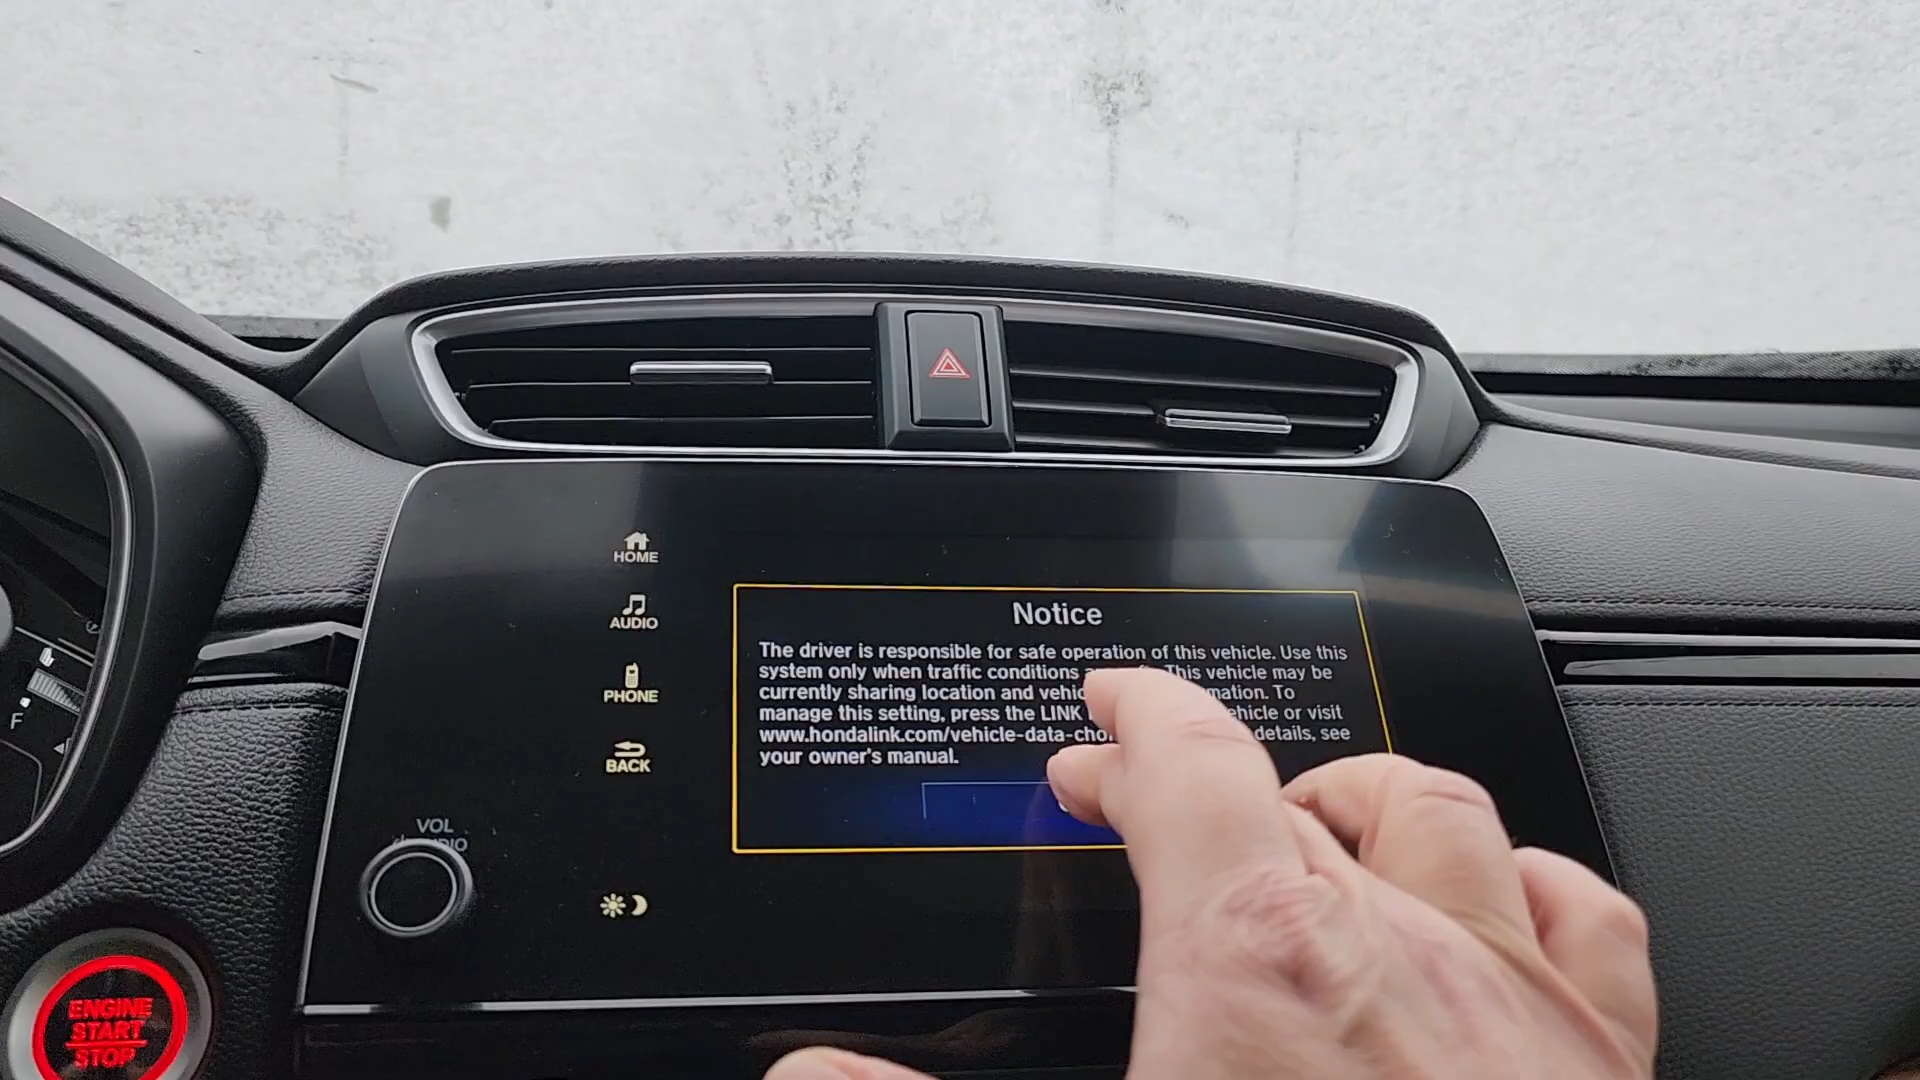 HOME
AUDIO
PHONE
BACK
VOL
Notice
The driver is responsible for safe operation of this vehicle. Use this
system only when traffic conditions This vehicle may be
currently sharing location and To
manage this setting, press the LINK or visit
www.hondalink.com/vehicle-data- details, see
your owner's manual.
ENGINE
START
STOP
F